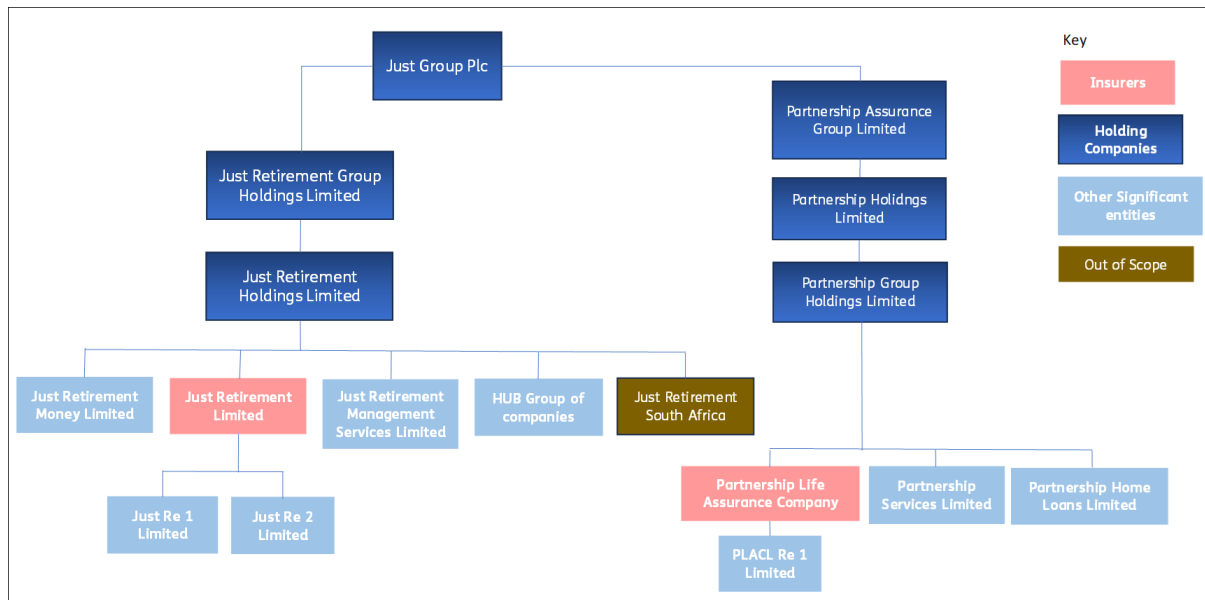 Just Group Plc
Partnership Assurance
Group Limited
Just Retirement Group
Holdings Limited
Partnership Holidngs
Limited
Just Retirement
Holdings Limited
Partnership Group
Holdings Limited
Just Retirement
Money Limited
Just Retirement
Limited
Just Retirement
Management
Services Limited
HUB Group of
companies
Just Retirement
South Africa
Just Re 1
Limited
Just Re 2
Limited
Partnership Life
Assurance Company
Partnership
Services Limited
Partnership Home
Loans Limited
PLACL Re 1
Limited
Key
Insurers
Holding
Companies
Other Significant
entities
Out of Scope